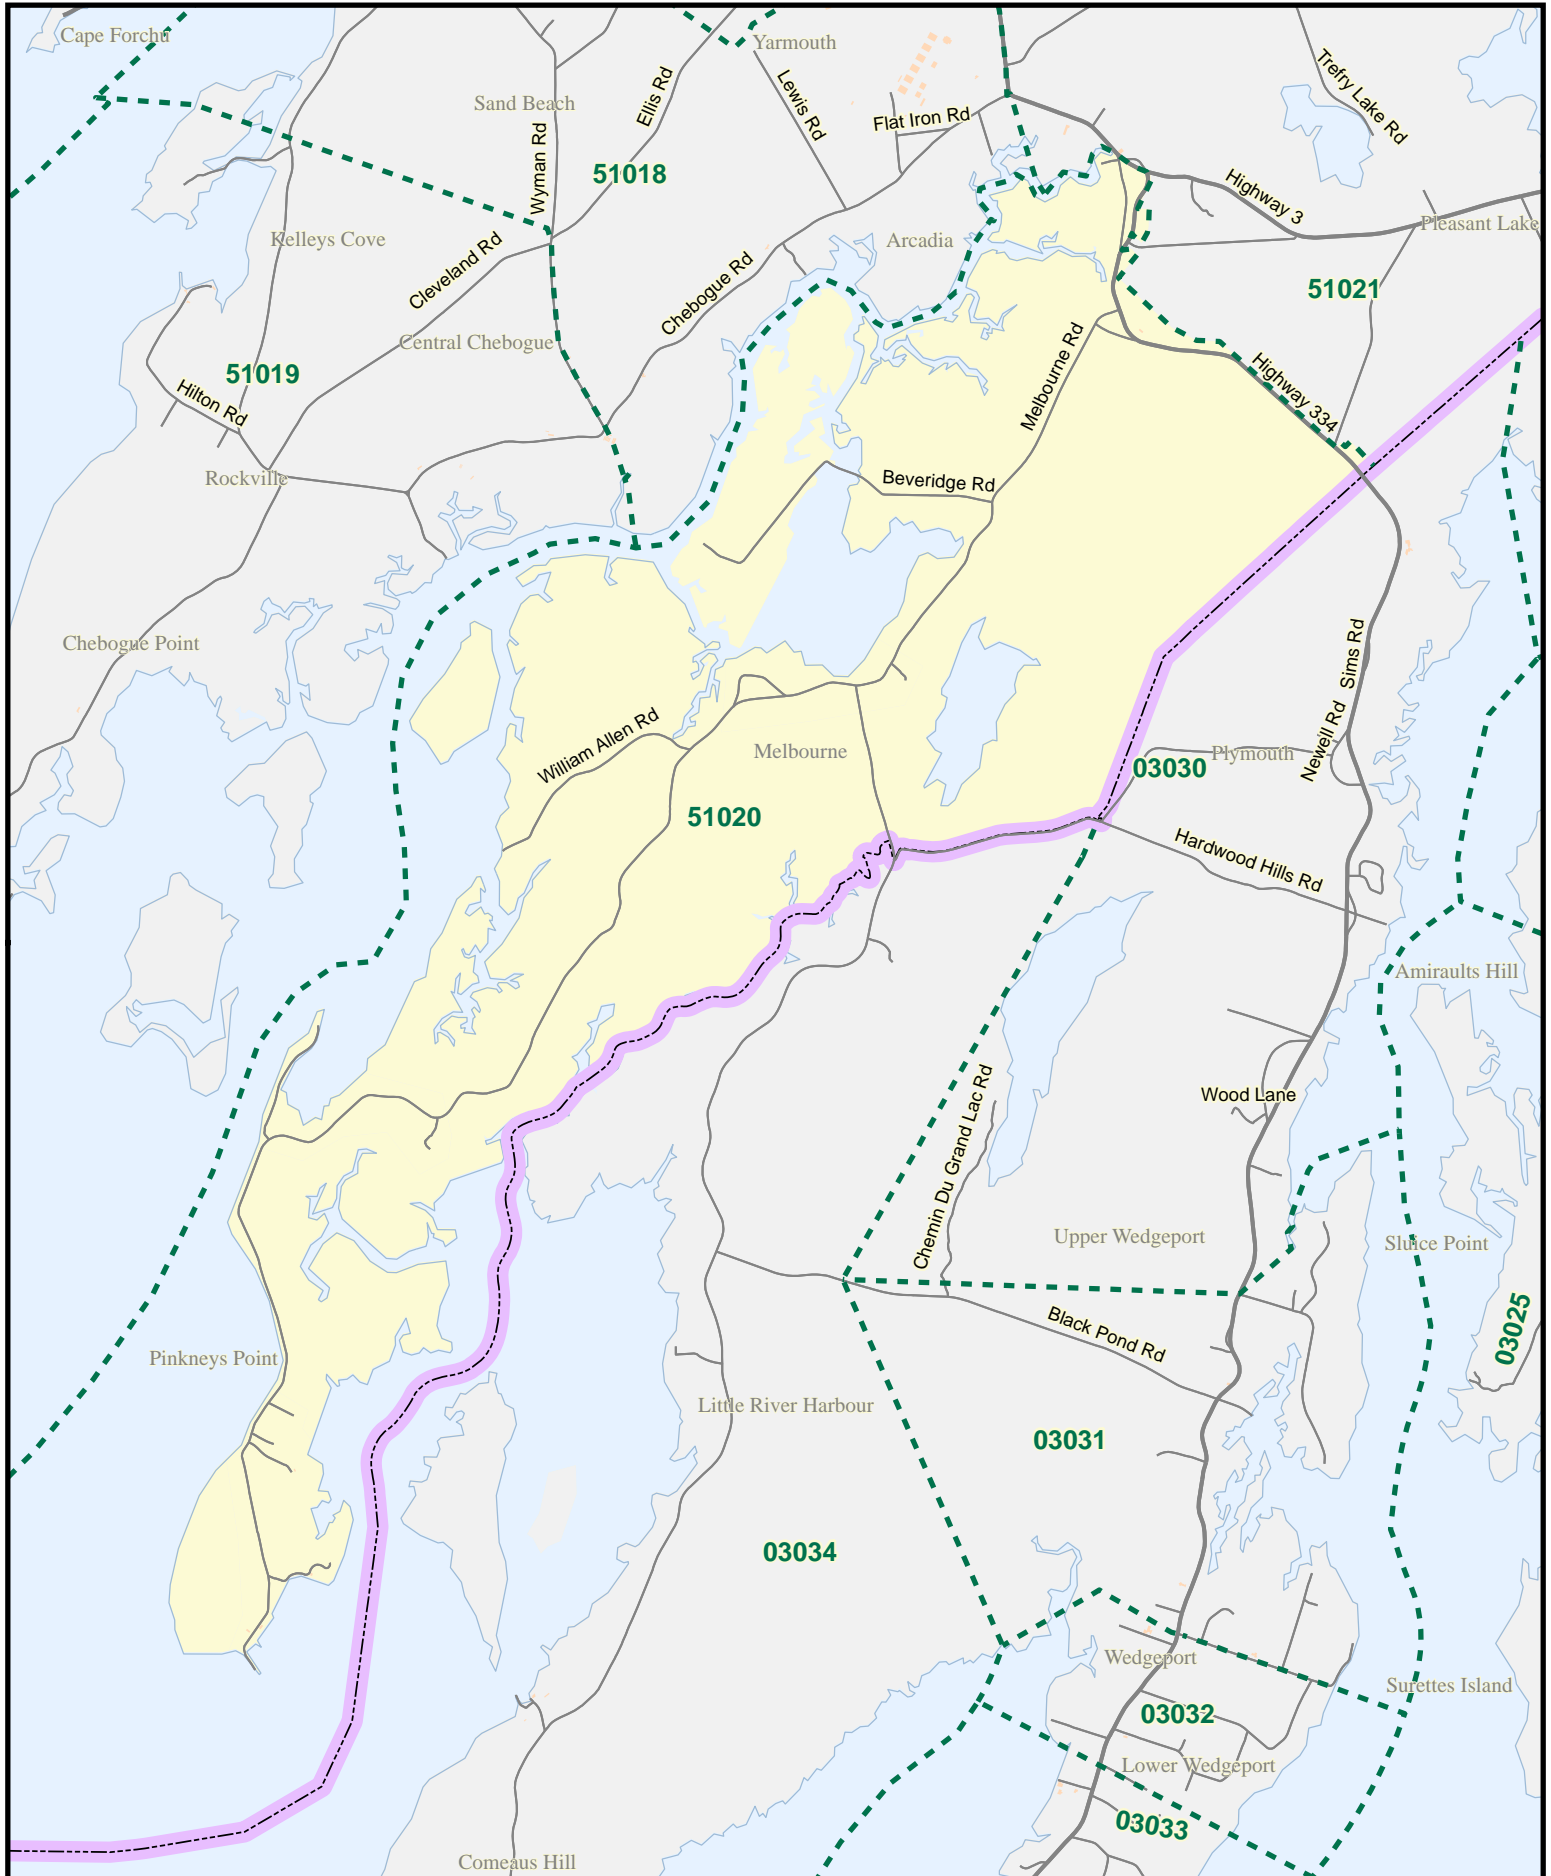 Cape Forchu
Yarmouth
Trefry Lake Rd
Sand Beach
Ellis Rd
Lewis Rd
Flat Iron Rd
Wyman Rd
51018
Highway 3
Kelleys Cove
Arcadia
Pleasant Lake
Cleveland Rd
Chebogue Rd
51021
Central Chebogue
Melbourne Rd
51019
Highway 334
Hilton Rd
Rockville
Beveridge Rd
Chebogue Point
Sims Rd
William Allen Rd
Melbourne
Newell Rd
Plymouth
03030
51020
Hardwood Hills Rd
Amiraults Hill
Wood Lane
Chemin Du Grand Lac Rd
Upper Wedgeport
Sluice Point
03025
Black Pond Rd
Pinkneys Point
Little River Harbour
03031
03034
Wedgeport
Surettes Island
03032
Lower Wedgeport
03033
Comeaus Hill